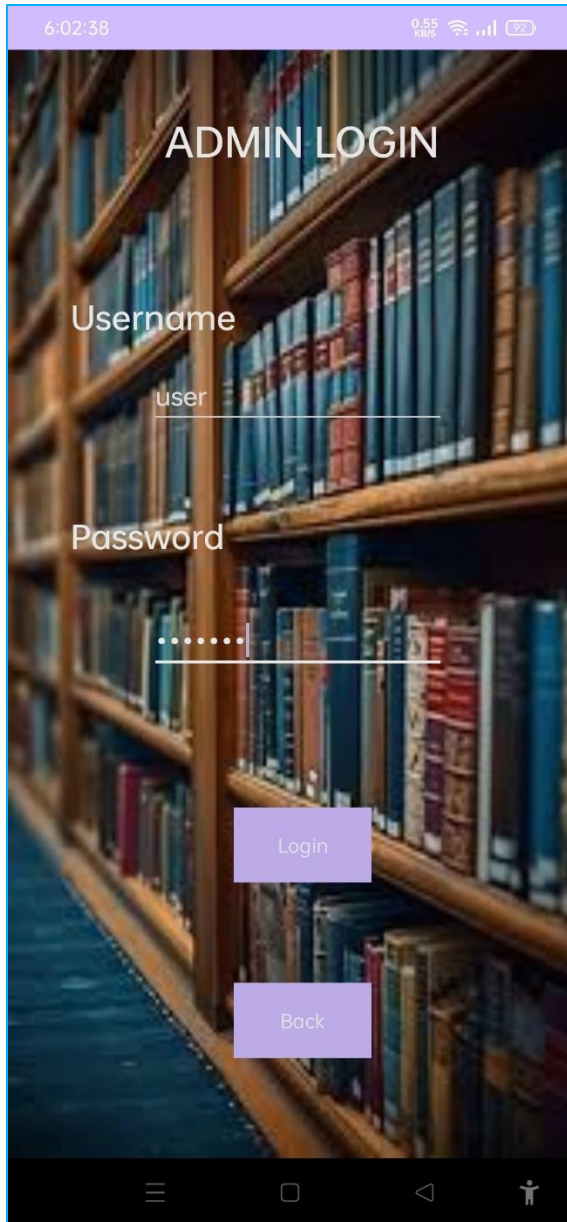 6:02:38 0.55 KB/S 92
ADMIN LOGIN
Username
user
Password
•••••••
Login
Back